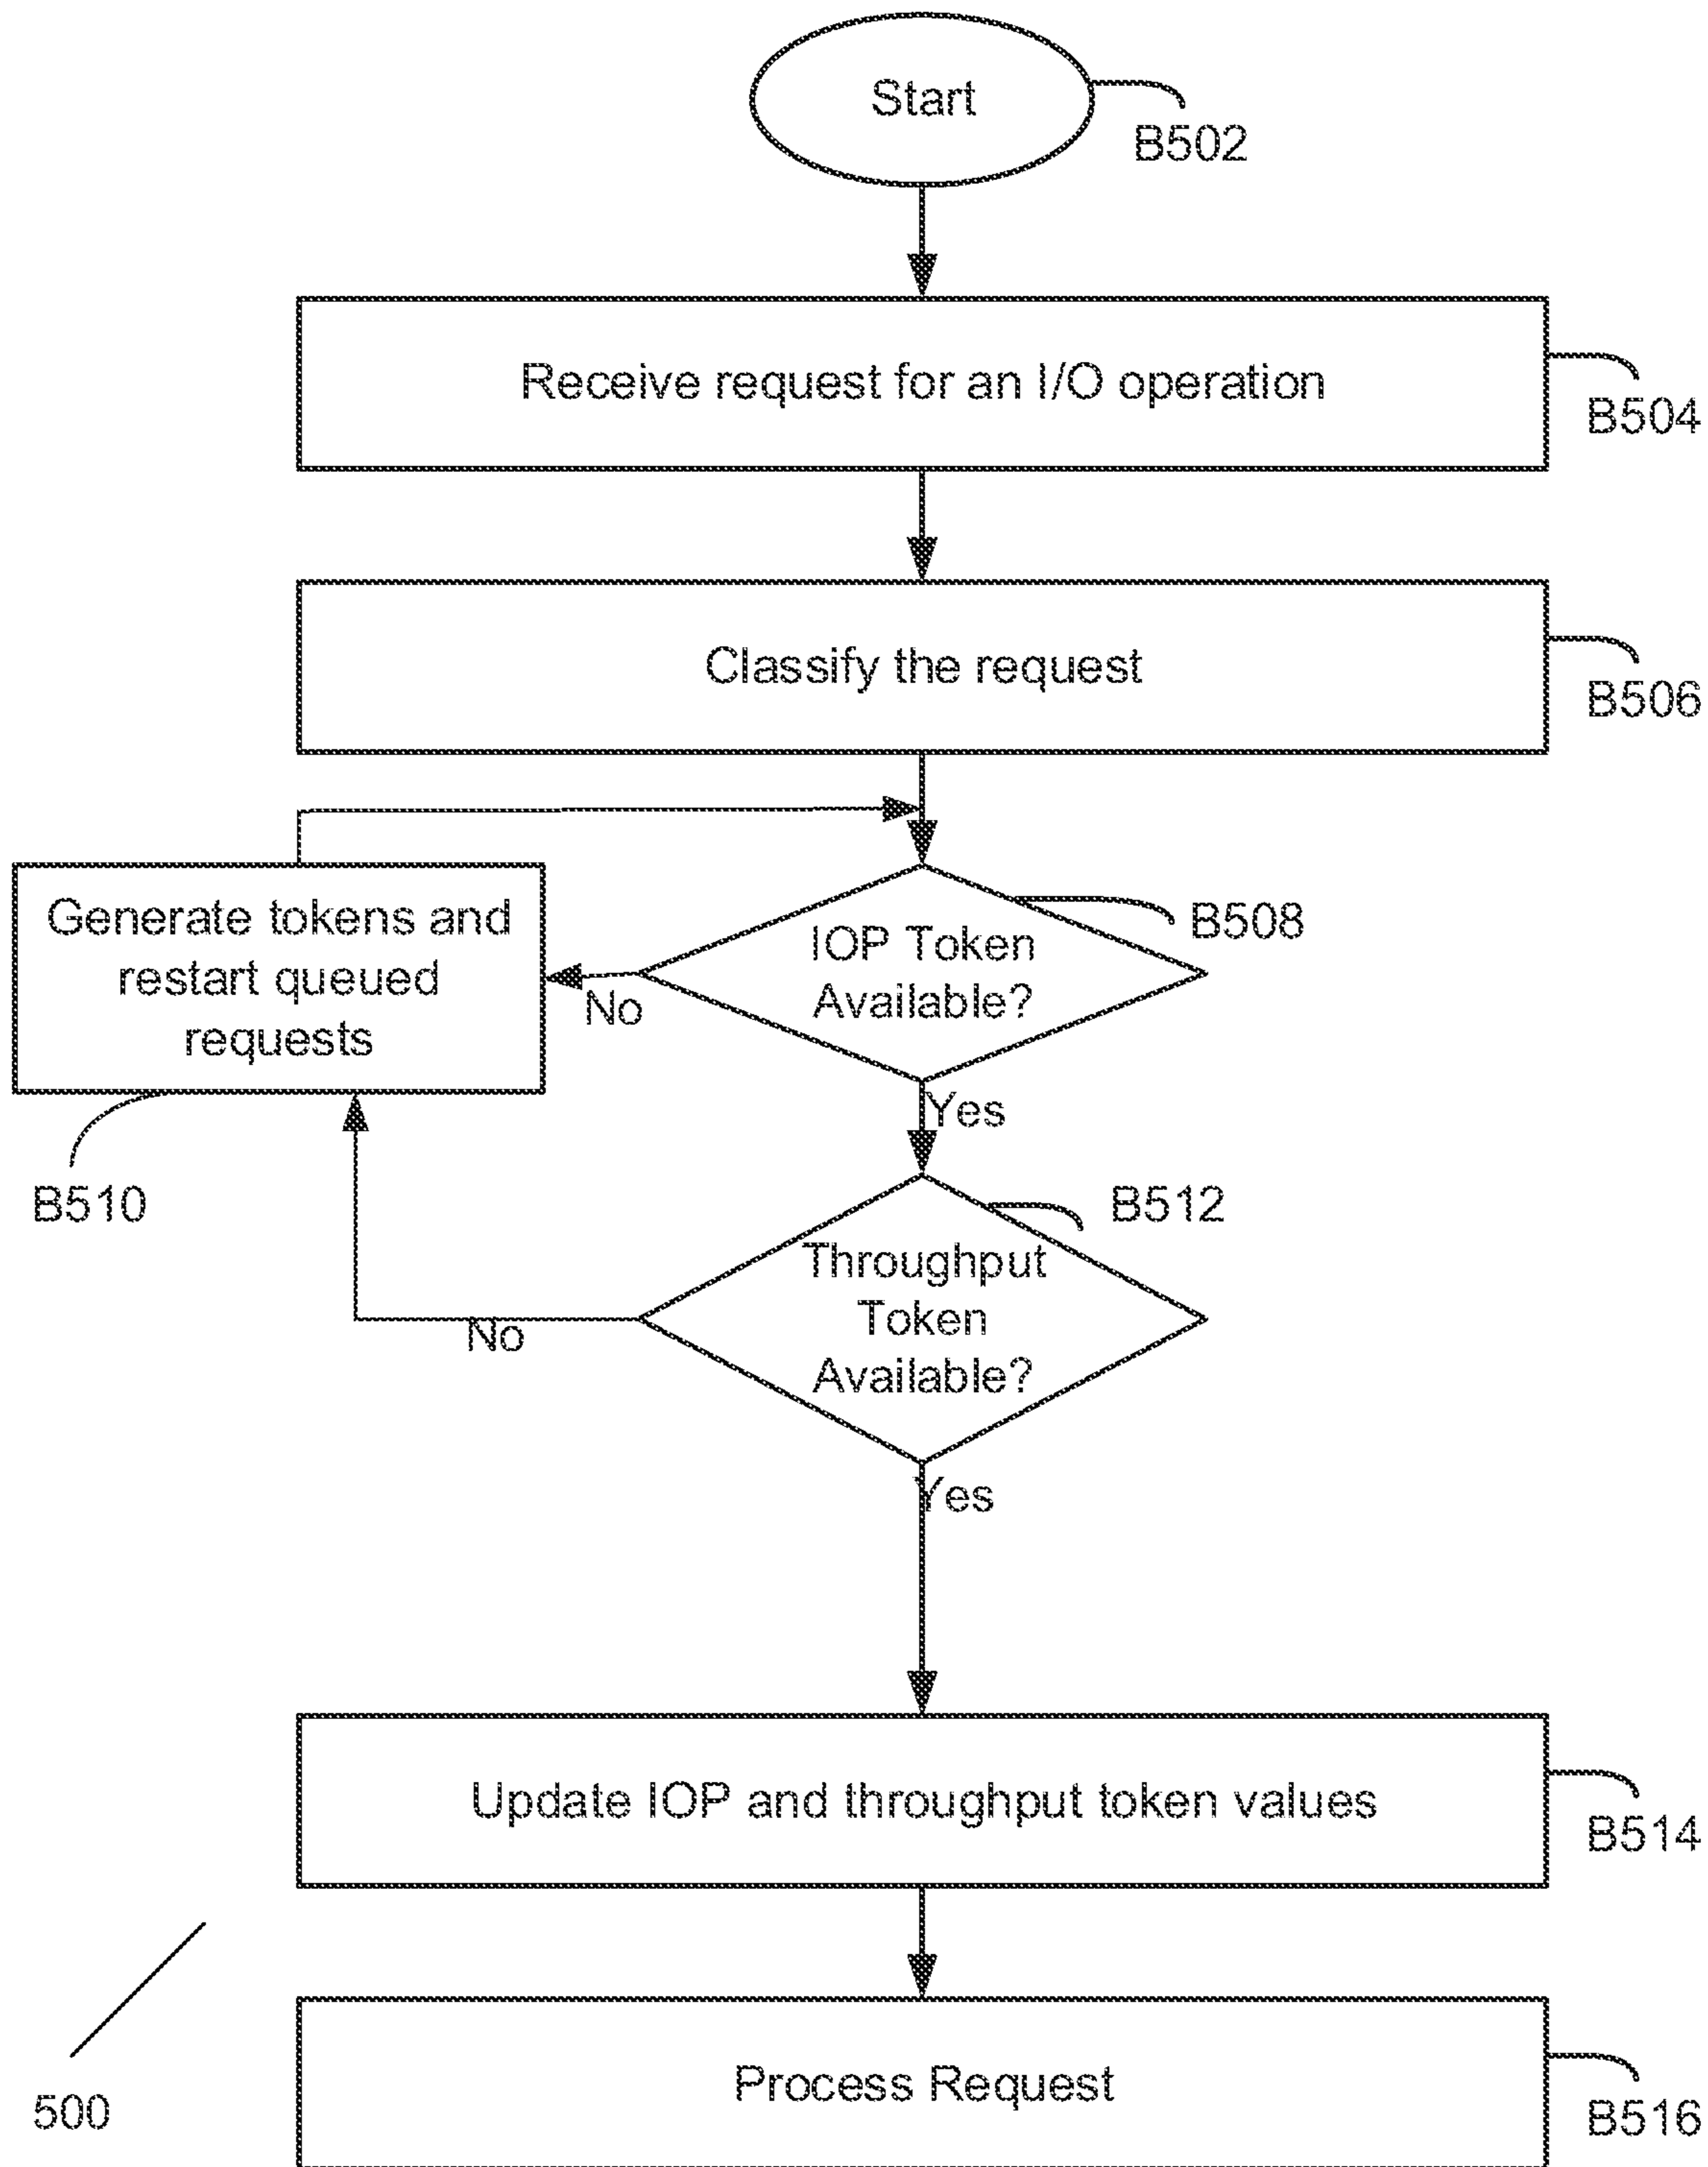 Start
B502
Receive request for an I/O operation
B504
Classify the request
B506
Generate tokens and
restart queued
requests
B510
IOP Token
Available?
B508
No
Yes
B512
Throughput
Token
Available?
No
Yes
Update IOP and throughput token values
B514
Process Request
B516
500